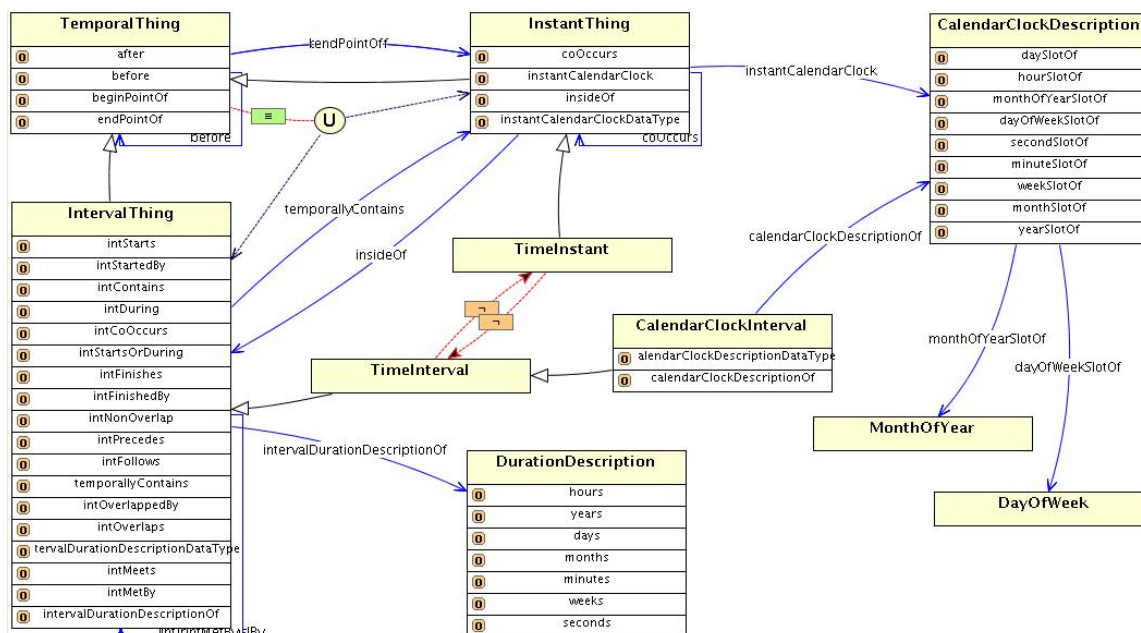 TemporalThing
after
before
beginPointOf
endPointOf
before
InstantThing
coOccurs
instantCalendarClock
insideOf
instantCalendarClockDataType
coOccurs
CalendarClockDescription
daySlotOf
hourSlotOf
monthOfYearSlotOf
dayOfWeekSlotOf
secondSlotOf
minuteSlotOf
weekSlotOf
monthSlotOf
yearSlotOf
instantCalendarClock
≡
U
IntervalThing
intStarts
intStartedBy
intContains
intDuring
intCoOccurs
intStartsOrDuring
intFinishes
intFinishedBy
intNonOverlap
intPrecedes
intFollows
temporallyContains
intOverlappedBy
intOverlaps
tervalDurationDescriptionDataType
intMeets
intMetBy
intervalDurationDescriptionOf
temporallyContains
insideOf
TimeInstant
¬
¬
TimeInterval
calendarClockDescriptionOf
CalendarClockInterval
alendarClockDescriptionDataType
calendarClockDescriptionOf
monthOfYearSlotOf
dayOfWeekSlotOf
MonthOfYear
DayOfWeek
intervalDurationDescriptionOf
DurationDescription
hours
years
days
months
minutes
weeks
seconds